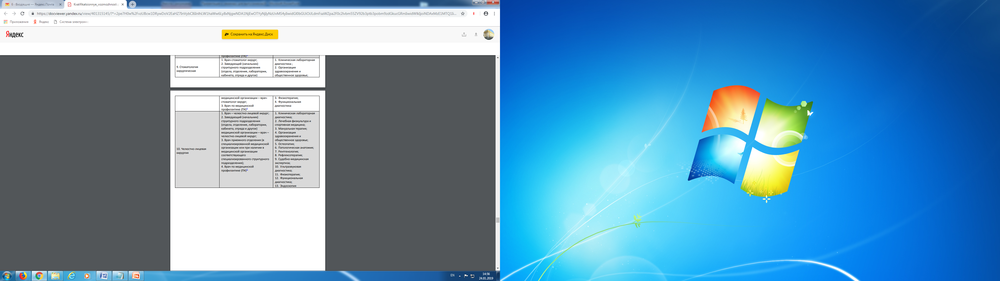 6 - Входящие — Яндекс.Почта
Kvalifikatsionnye_vozmozhnosti.p
Приложения
Яндекс
Система электронно
Яндекс
Сохранить на Яндекс.Диск
профилактике (ПК)1
9. Стоматология
хирургическая
1. Врач-стоматолог-хирург;
2. Заведующий (начальник)
структурного подразделения
(отдела, отделения, лаборатории,
кабинета, отряда и другое)
1. Клиническая лабораторная
диагностика ;
2. Организация
здравоохранения и
общественное здоровье;
медицинской организации – врач-
стоматолог-хирург;
3. Врач по медицинской
профилактике (ПК)1
3. Физиотерапия;
4. Функциональная
диагностика
10. Челюстно-лицевая
хирургия
1. Врач – челюстно-лицевой хирург;
2. Заведующий (начальник)
структурного подразделения
(отдела, отделения, лаборатории,
кабинета, отряда и другое)
медицинской организации – врач –
челюстно-лицевой хирург;
3. Врач приемного отделения (в
специализированной медицинской
организации или при наличии в
медицинской организации
соответствующего
специализированного структурного
подразделения);
4. Врач по медицинской
профилактике (ПК)1
1. Клиническая лабораторная
диагностика;
2. Лечебная физкультура и
спортивная медицина;
3. Мануальная терапия;
4. Организация
здравоохранения и
общественное здоровье;
5. Остеопатия;
6. Патологическая анатомия;
7. Рентгенология;
8. Рефлексотерапия;
9. Судебно-медицинская
экспертиза;
10. Ультразвуковая
диагностика;
11. Физиотерапия;
12. Функциональная
диагностика;
13. Эндоскопия
EN
14:56
24.01.2019